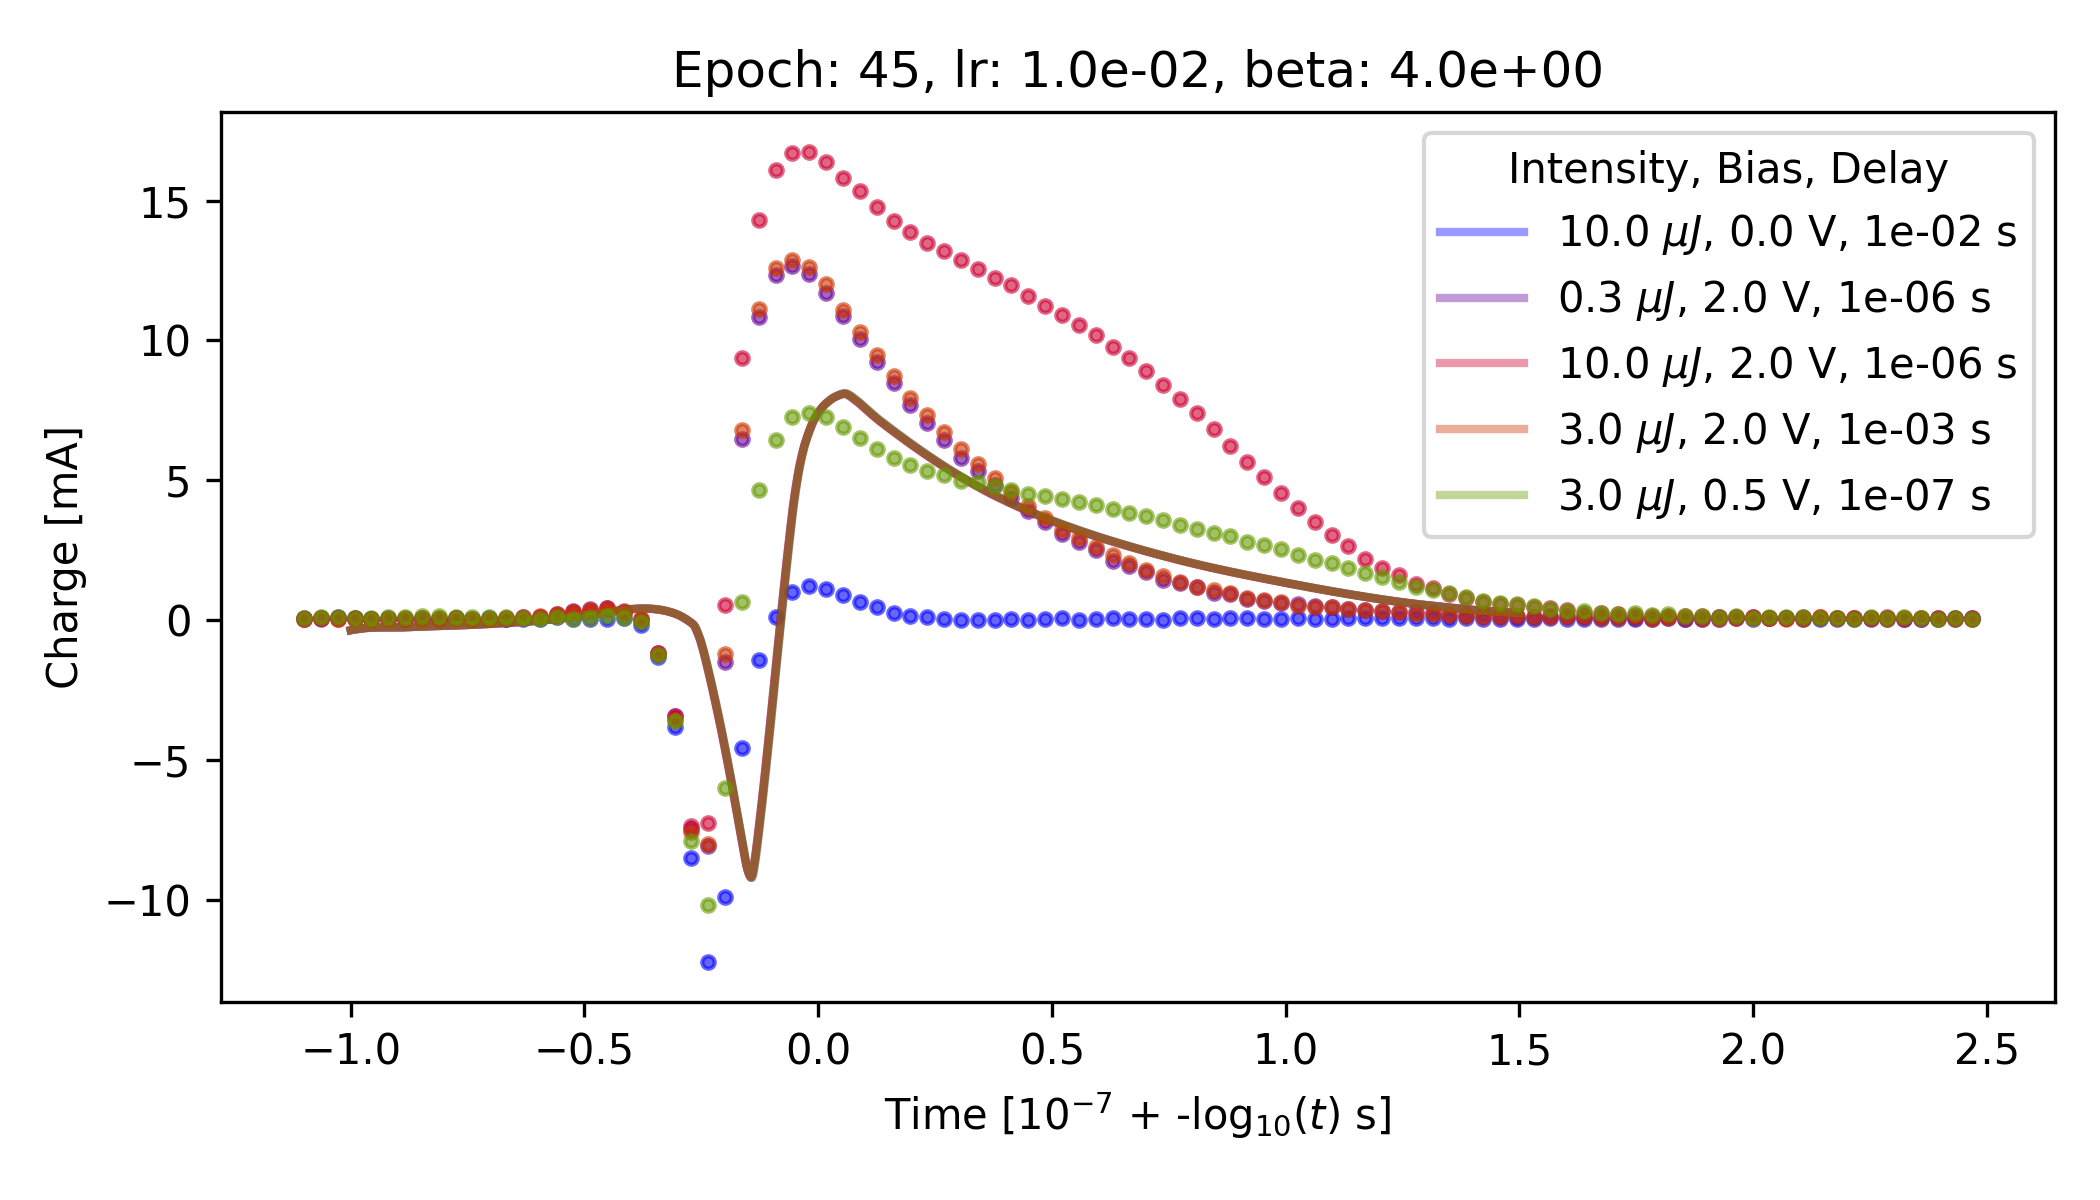 Epoch: 45, lr: 1.0e-02, beta: 4.0e+00
Charge [mA]
15
10
5
0
−5
−10
Intensity, Bias, Delay
10.0 μJ, 0.0 V, 1e-02 s
0.3 μJ, 2.0 V, 1e-06 s
10.0 μJ, 2.0 V, 1e-06 s
3.0 μJ, 2.0 V, 1e-03 s
3.0 μJ, 0.5 V, 1e-07 s
−1.0 −0.5 0.0 0.5 1.0 1.5 2.0 2.5
Time [10⁻⁷ + -log₁₀(t) s]